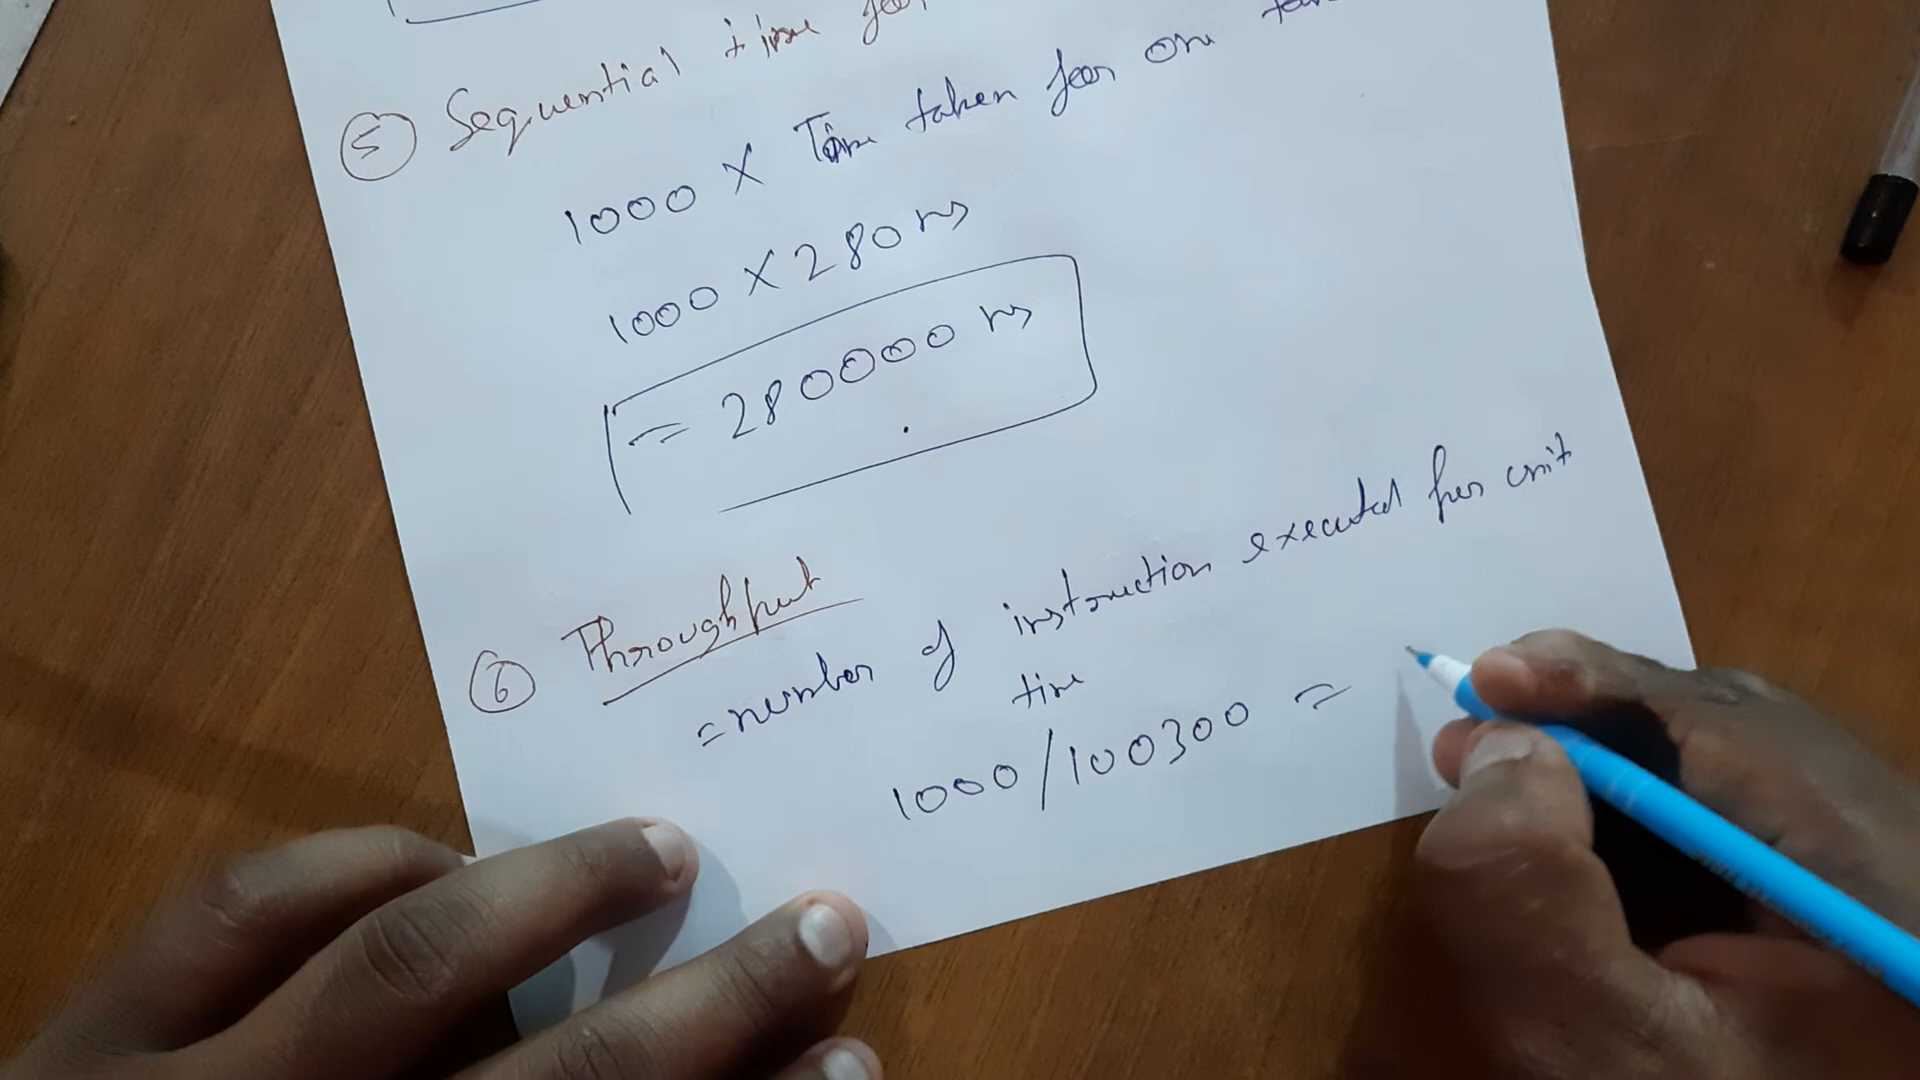 5 Sequential time for
1000 X Time taken for one
1000 X 280 ns
= 280000 ns
6 Throughput
= number of instruction executed per unit
time
1000/100300 =